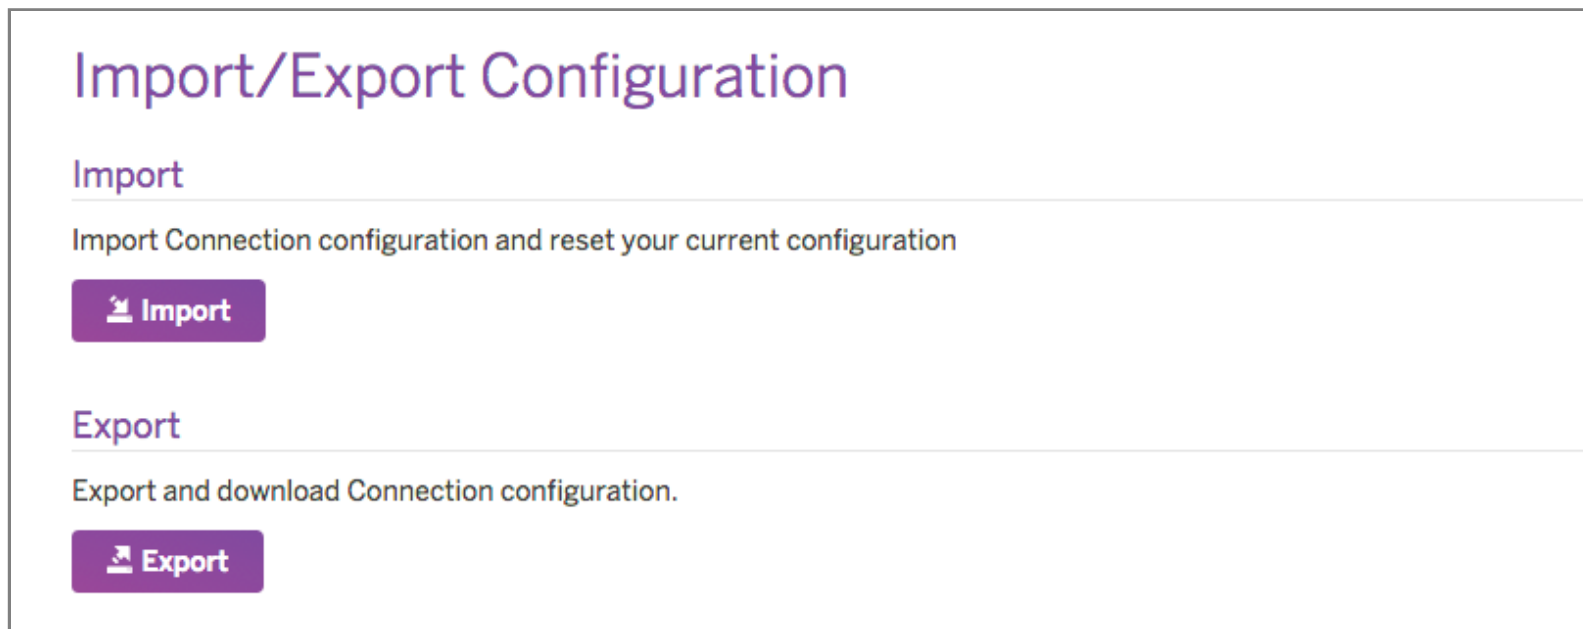 Import/Export Configuration
Import
Import Connection configuration and reset your current configuration
Import
Export
Export and download Connection configuration.
Export